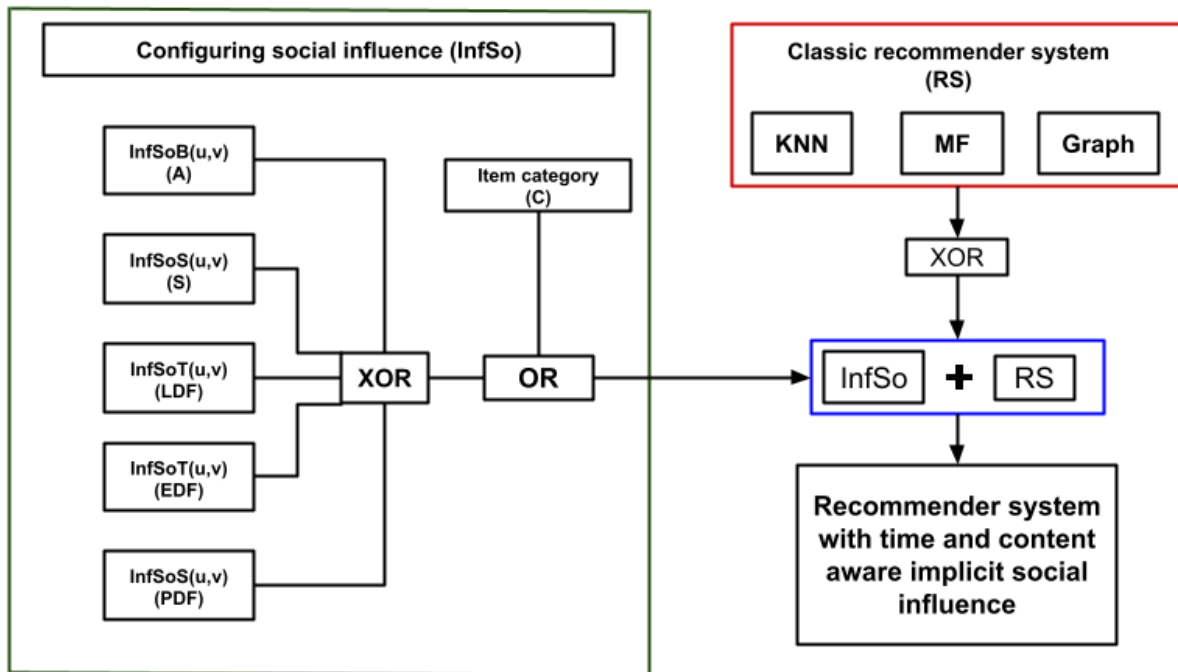 Configuring social influence (InfSo)
InfSoB(u,v)
(A)
InfSoS(u,v)
(S)
InfSoT(u,v)
(LDF)
InfSoT(u,v)
(EDF)
InfSoS(u,v)
(PDF)
XOR
Item category
(C)
OR
Classic recommender system
(RS)
KNN
MF
Graph
XOR
InfSo + RS
Recommender system
with time and content
aware implicit social
influence